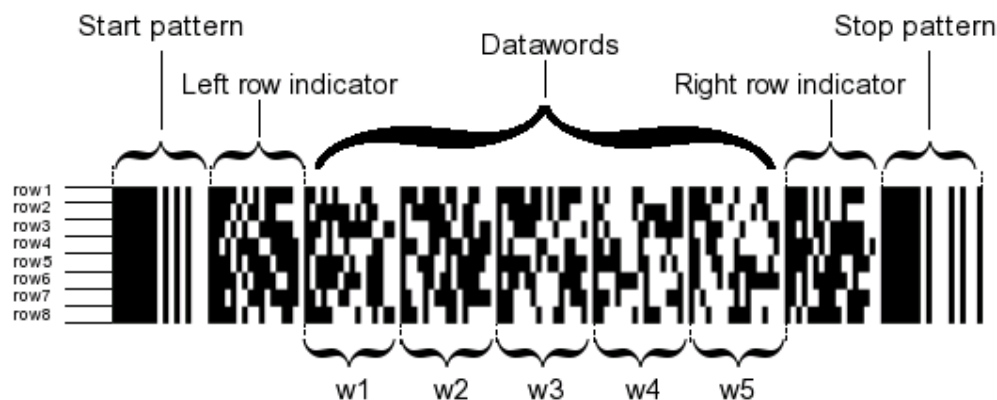 Start pattern
Stop pattern
Datawords
Left row indicator
Right row indicator
row1
row2
row3
row4
row5
row6
row7
row8
w1 w2 w3 w4 w5